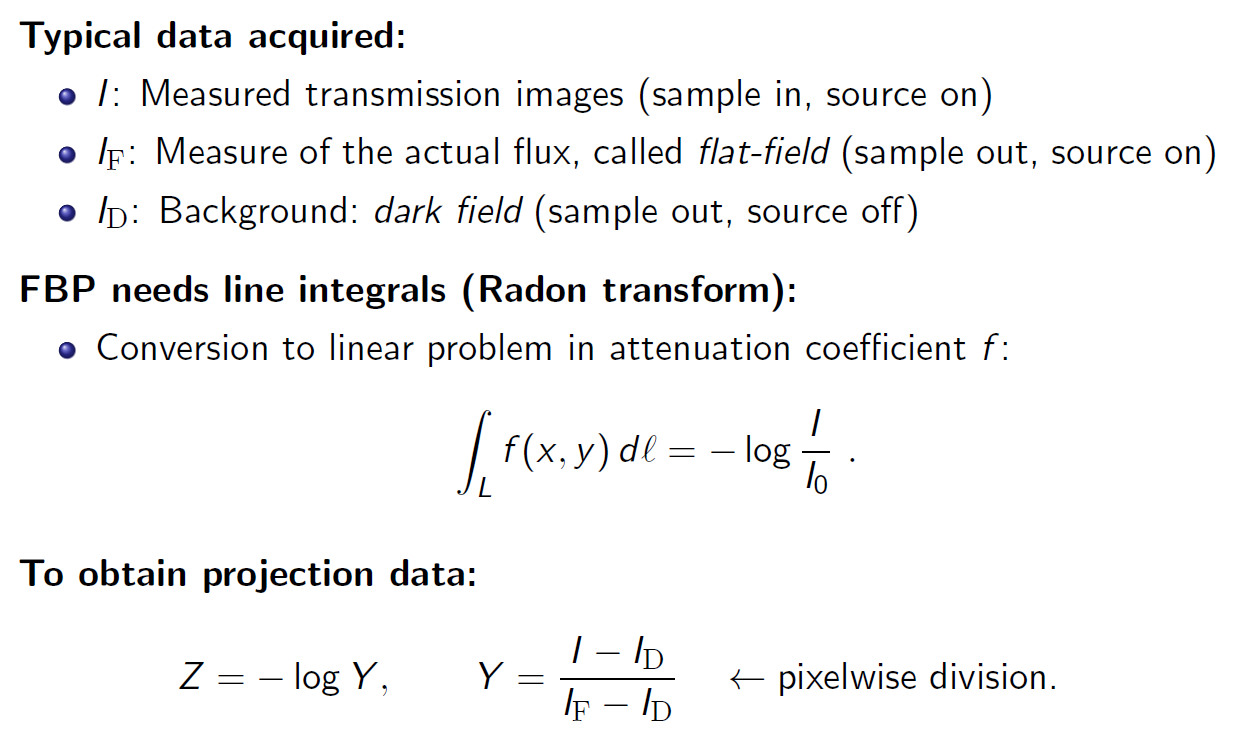 Typical data acquired:
I: Measured transmission images (sample in, source on)
I_F: Measure of the actual flux, called flat-field (sample out, source on)
I_D: Background: dark field (sample out, source off)
FBP needs line integrals (Radon transform):
Conversion to linear problem in attenuation coefficient f:
∫_L f(x, y) dℓ = − log I/I_0 .
To obtain projection data:
Z = − log Y, Y = (I − I_D)/(I_F − I_D) ← pixelwise division.